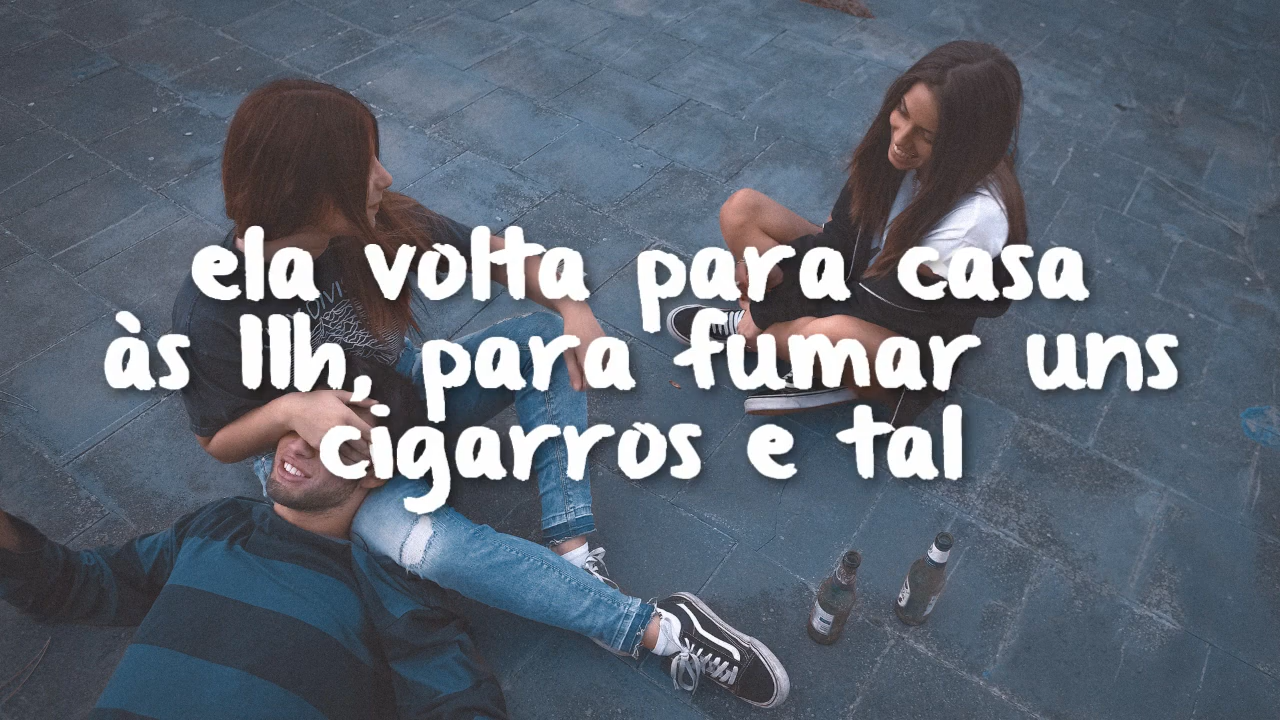 ela volta para casa
às 11h, para fumar uns
cigarros e tal